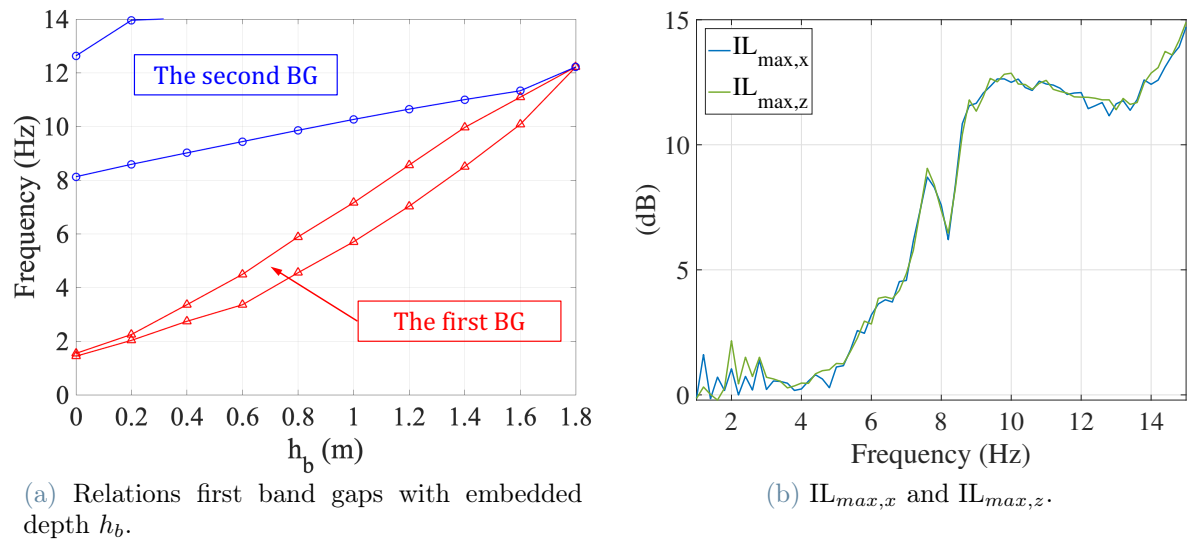 14
12
10
8
6
4
2
0
Frequency (Hz)
The second BG
The first BG
0 0.2 0.4 0.6 0.8 1 1.2 1.4 1.6 1.8
h_b (m)
(a) Relations first band gaps with embedded
depth h_b.
15
10
5
0
(dB)
IL_max,x
IL_max,z
2 4 6 8 10 12 14
Frequency (Hz)
(b) IL_max,x and IL_max,z.